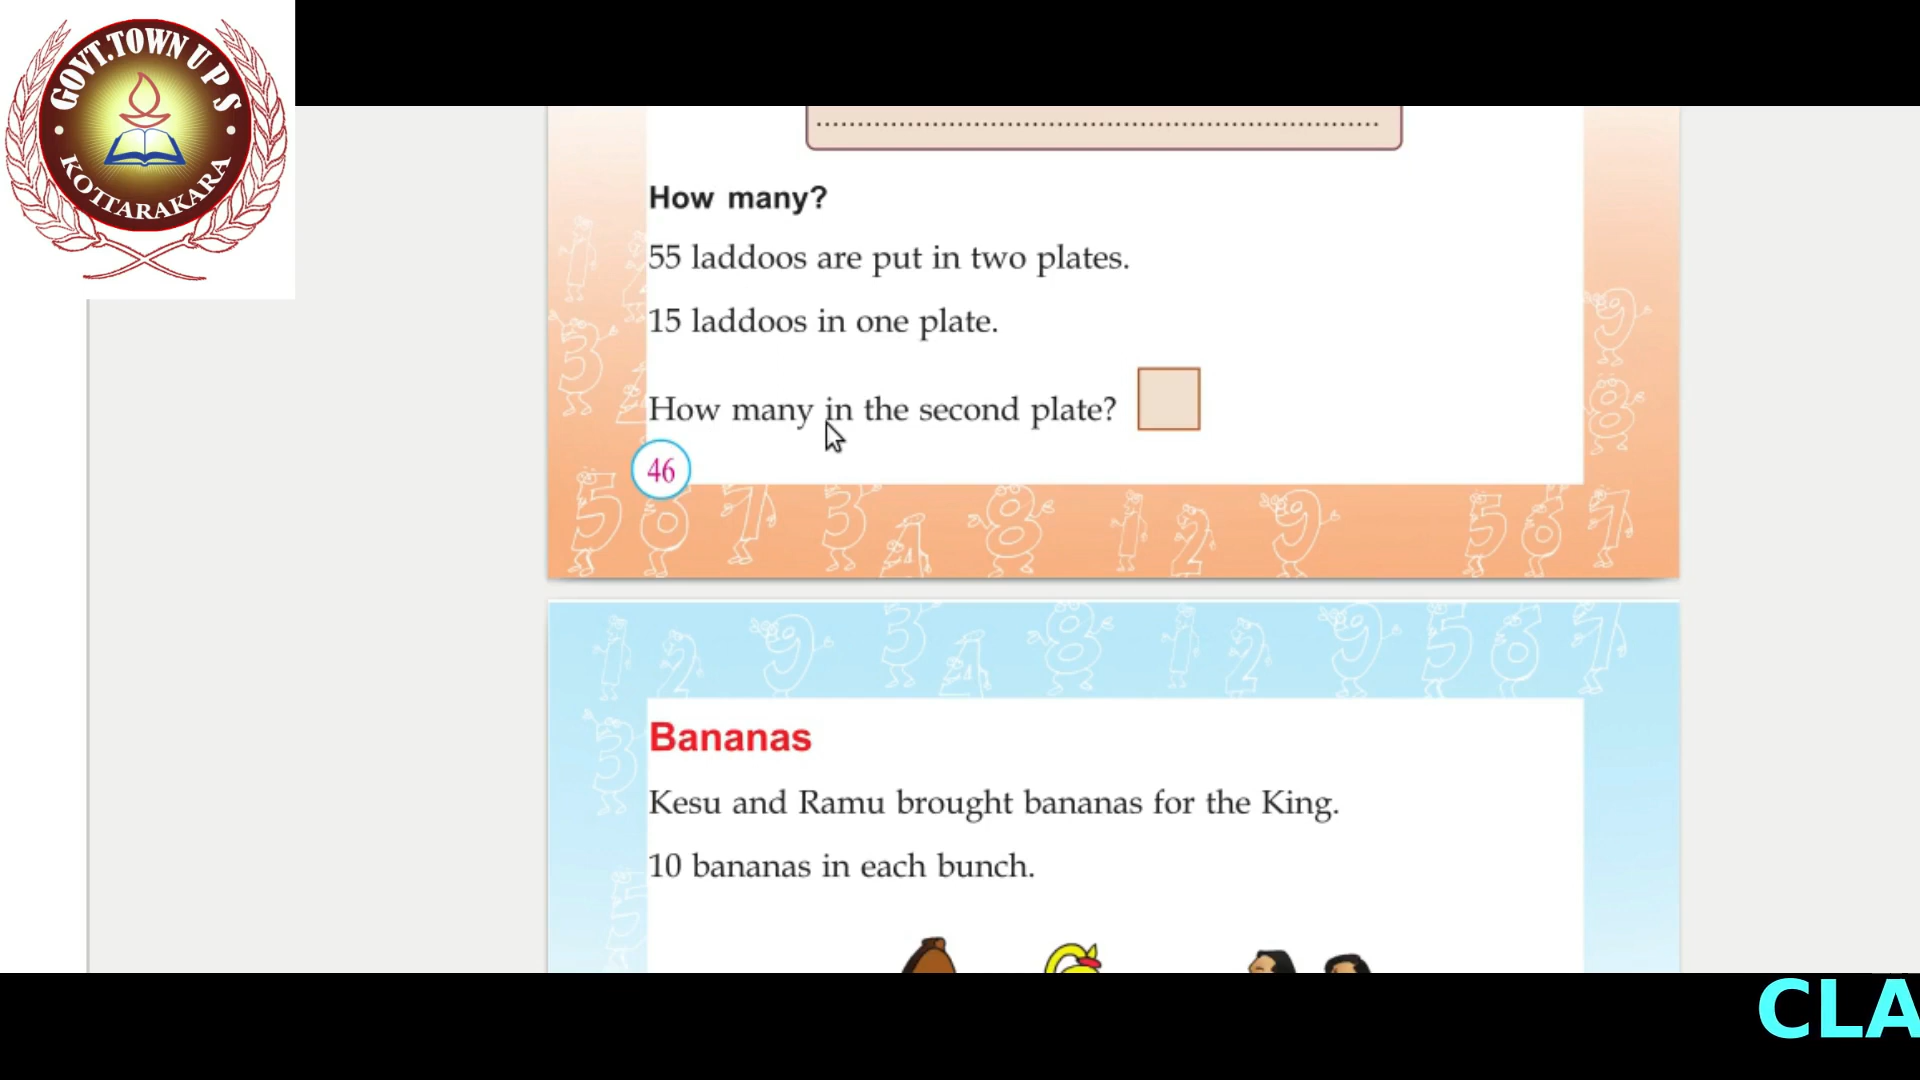 GOVT.TOWN U P S
KOTTARAKARA
How many?
55 laddoos are put in two plates.
15 laddoos in one plate.
How many in the second plate?
46
Bananas
Kesu and Ramu brought bananas for the King.
10 bananas in each bunch.
CLA